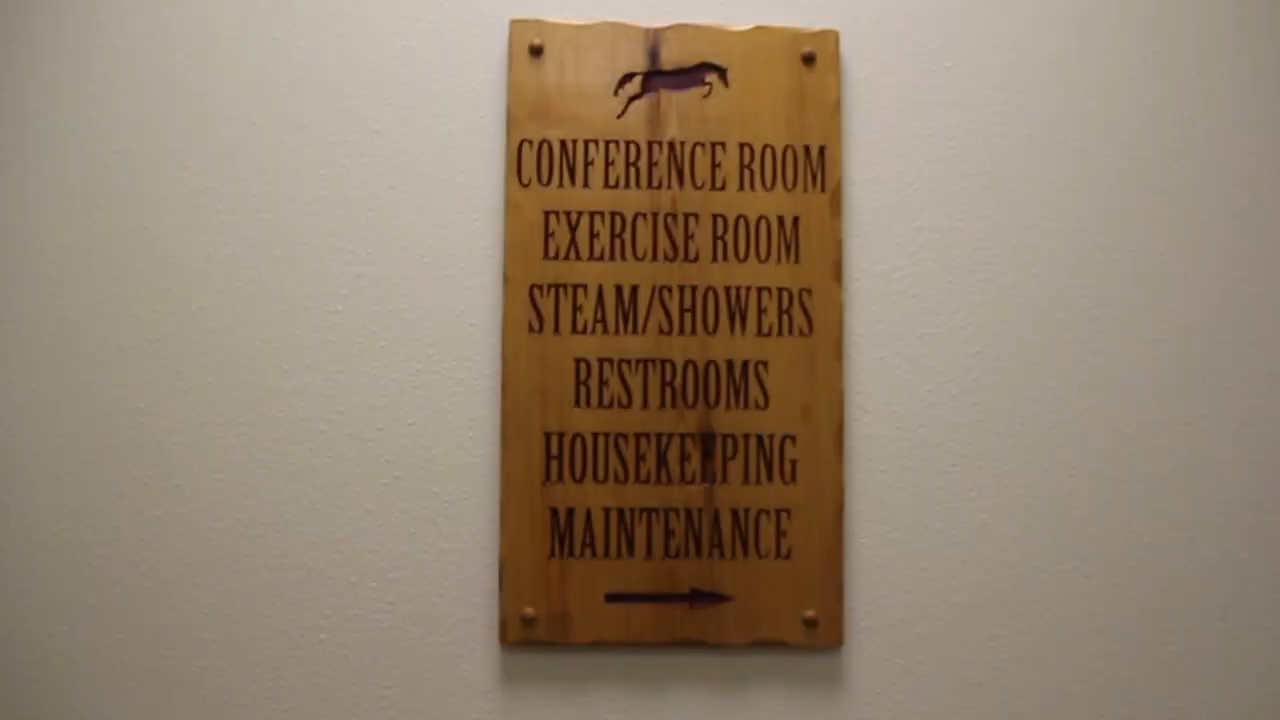 CONFERENCE ROOM
EXERCISE ROOM
STEAM/SHOWERS
RESTROOMS
HOUSEKEEPING
MAINTENANCE